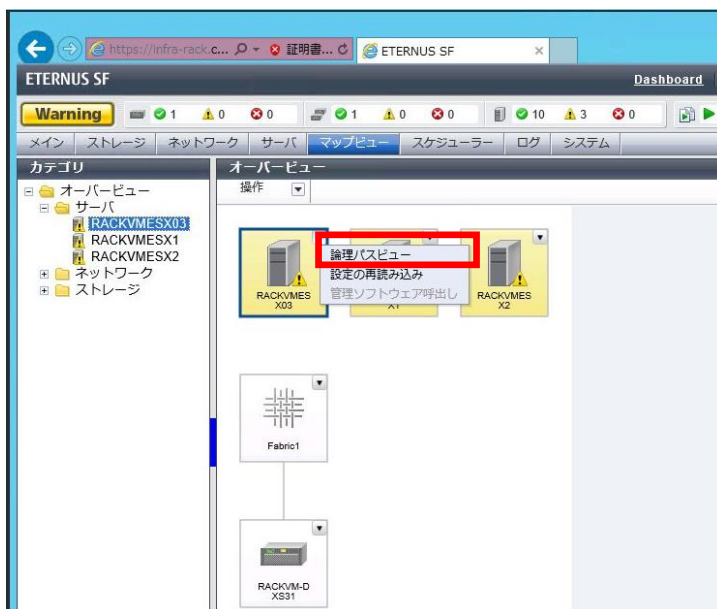 https://infra-rack.c... 証明書... ETERNUS SF
ETERNUS SF Dashboard
Warning 1 0 0 1 0 0 10 3 0
メイン ストレージ ネットワーク サーバ マップビュー スケジューラー ログ システム
カテゴリ
オーバービュー
サーバ
RACKVMESX03
RACKVMESX1
RACKVMESX2
ネットワーク
ストレージ
オーバービュー
操作
論理パスビュー
設定の再読み込み
管理ソフトウェア呼出し
RACKVMES
X03
X1
RACKVMES
X2
Fabric1
RACKVM-D
XS31